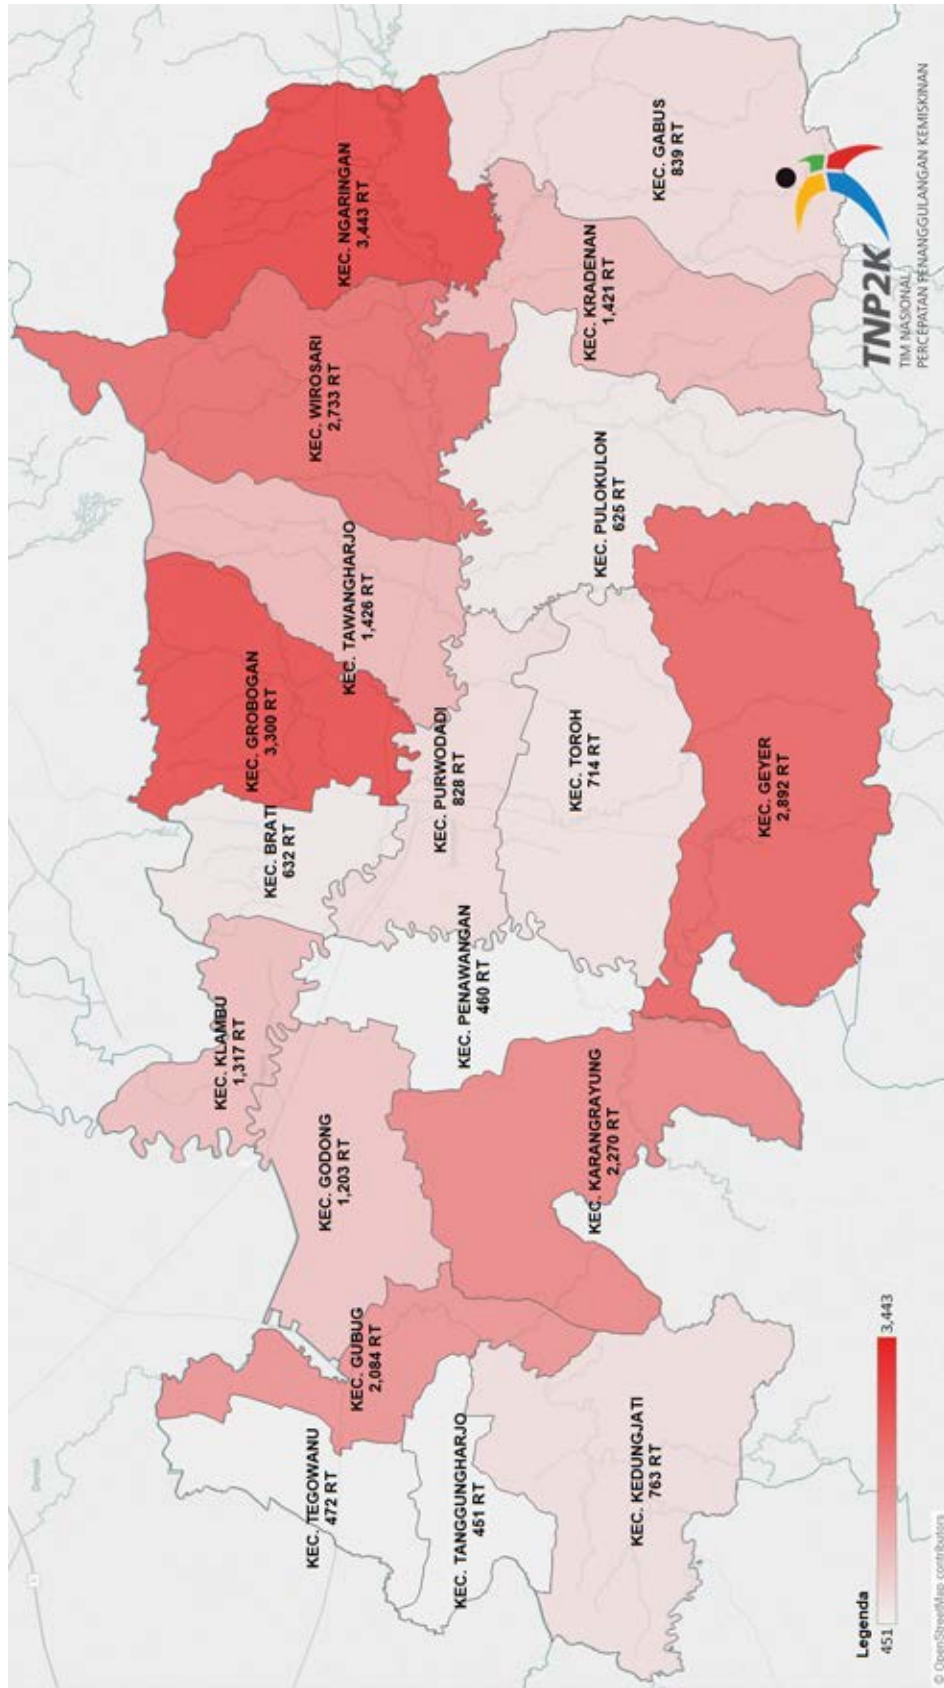 KEC. NGARINGAN
3,443 RT
KEC. WIROSARI
2,733 RT
KEC. TAWANGHARJO
1,426 RT
KEC. GROBOGAN
3,300 RT
KEC. BRATI
632 RT
KEC. KLAMBU
1,317 RT
KEC. GODONG
1,203 RT
KEC. GUBUG
2,084 RT
KEC. TEGOWANU
472 RT
KEC. TANGGUNGHARJO
451 RT
KEC. KEDUNGJATI
763 RT
KEC. KARANGRAYUNG
2,270 RT
KEC. PENAWANGAN
460 RT
KEC. PURWODADI
828 RT
KEC. TOROH
714 RT
KEC. GEYER
2,892 RT
KEC. PULOKULON
625 RT
KEC. KRADENAN
1,421 RT
KEC. GABUS
839 RT
Legenda
451 3,443
TNP2K
TIM NASIONAL
PERCEPATAN PENANGGULANGAN KEMISKINAN
© OpenStreetMap contributors